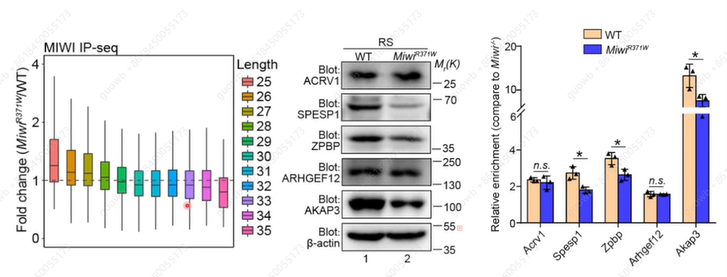 MIWI IP-seq
Fold change (Miwi^R371W/WT)
4
2
1
0
Length
25
26
27
28
29
30
31
32
33
34
35
RS
WT Miwi^R371W
M_r(K)
Blot:
ACRV1
25
Blot:
SPESP1
70
Blot:
ZPBP
35
Blot:
ARHGEF12
250
130
Blot:
AKAP3
100
Blot:
β-actin
55
35
1 2
Relative enrichment (compare to Miwi^-/-)
WT
Miwi^R371W
20
10
6
4
2
0
n.s.
*
*
n.s.
*
Acrv1
Spesp1
Zpbp
Arhgef12
Akap3